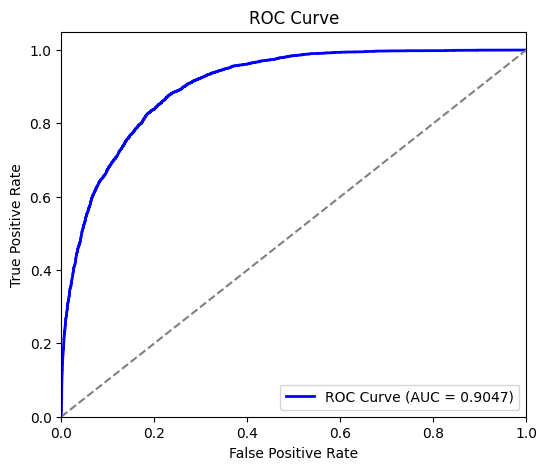 ROC Curve
True Positive Rate
1.0
0.8
0.6
0.4
0.2
0.0
0.0 0.2 0.4 0.6 0.8 1.0
False Positive Rate
ROC Curve (AUC = 0.9047)